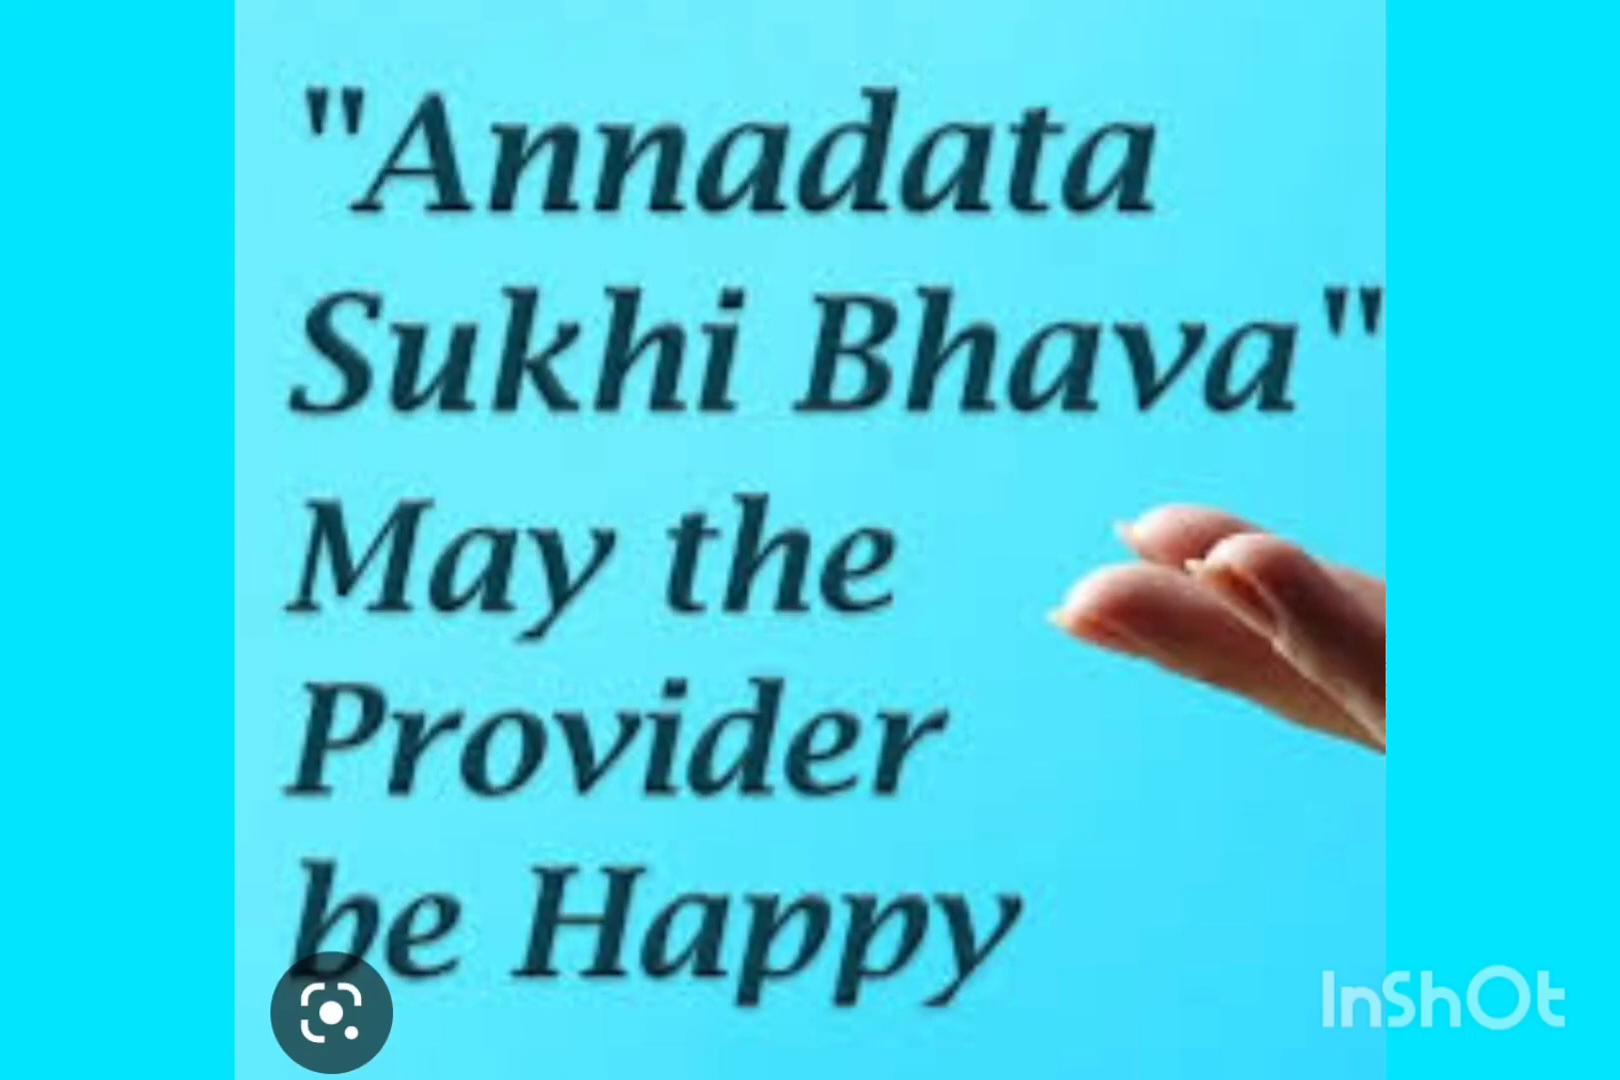 "Annadata
Sukhi Bhava"
May the
Provider
be Happy
InShOt